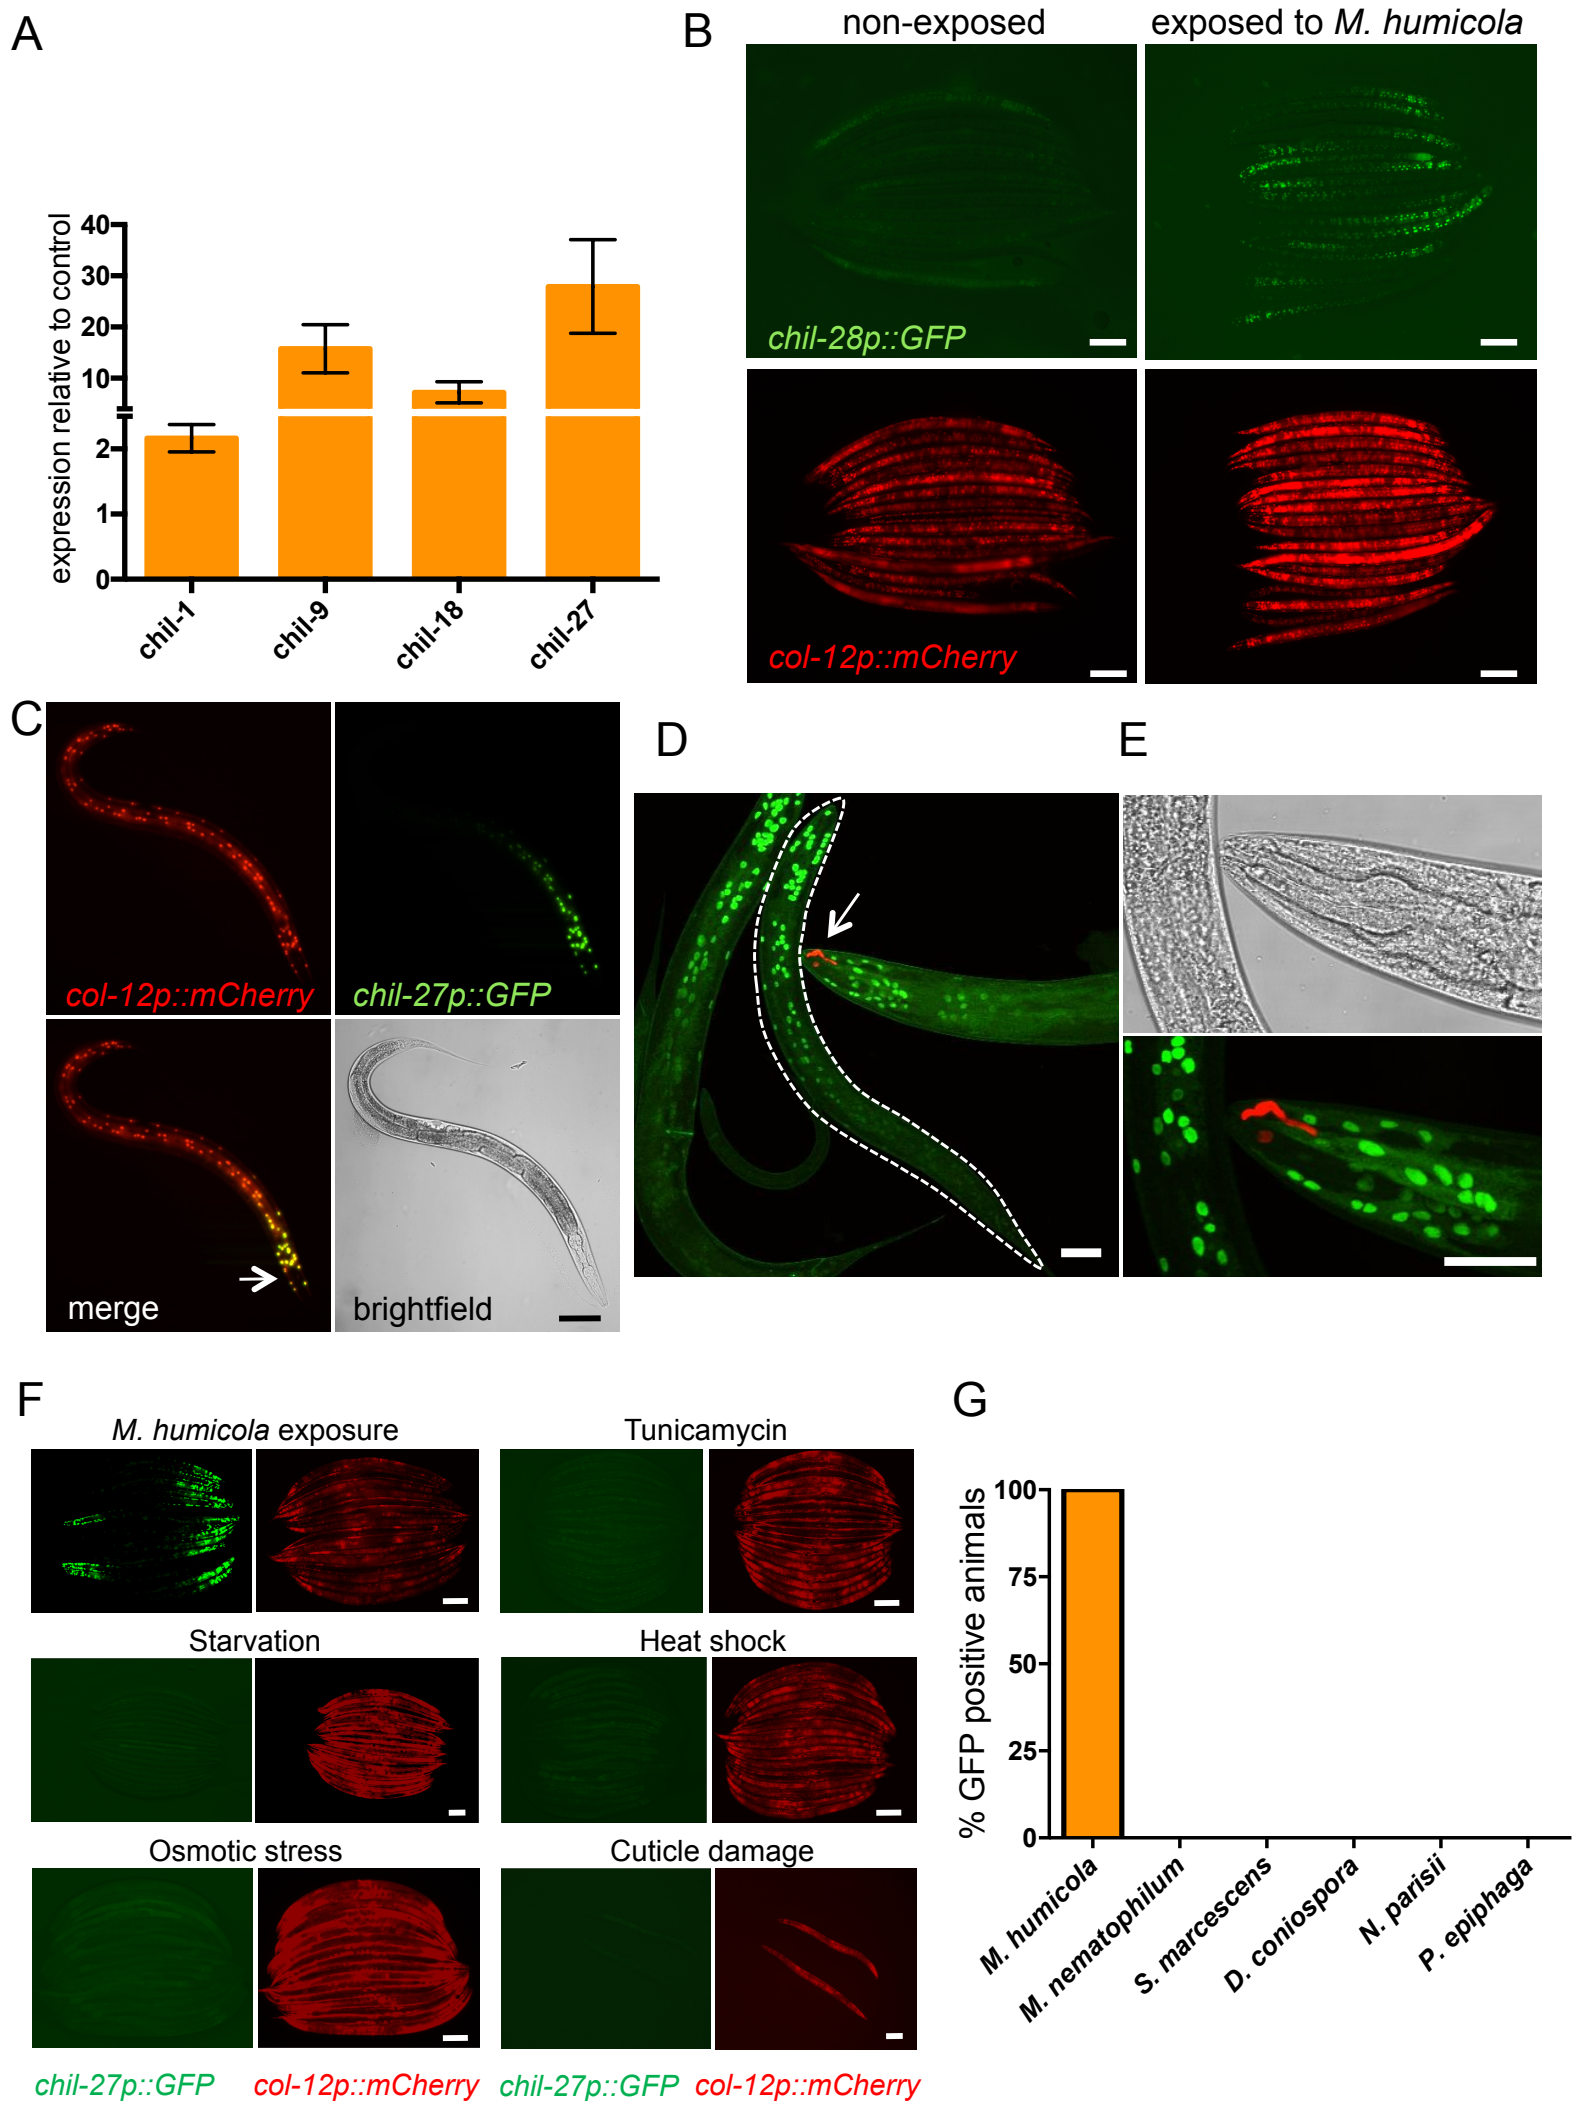 A
expression relative to control
40
30
20
10
2
1
0
chil-1
chil-9
chil-18
chil-27
B
non-exposed
exposed to M. humicola
chil-28p::GFP
col-12p::mCherry
C
col-12p::mCherry
chil-27p::GFP
merge
brightfield
D
E
F
M. humicola exposure
Tunicamycin
Starvation
Heat shock
Osmotic stress
Cuticle damage
chil-27p::GFP
col-12p::mCherry
chil-27p::GFP
col-12p::mCherry
G
% GFP positive animals
100
75
50
25
0
M. humicola
M. nematophilum
S. marcescens
D. coniospora
N. parisii
P. epiphaga